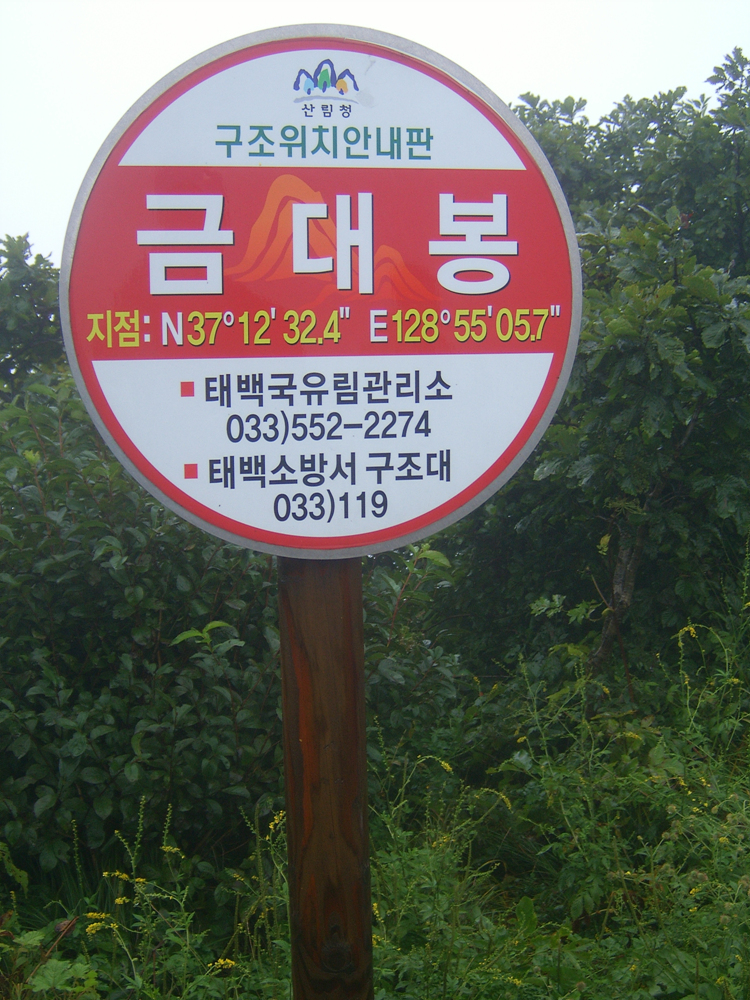 산림청
구조위치안내판
금대봉
지점: N37°12'32.4" E128°55'05.7"
태백국유림관리소
033)552-2274
태백소방서 구조대
033)119